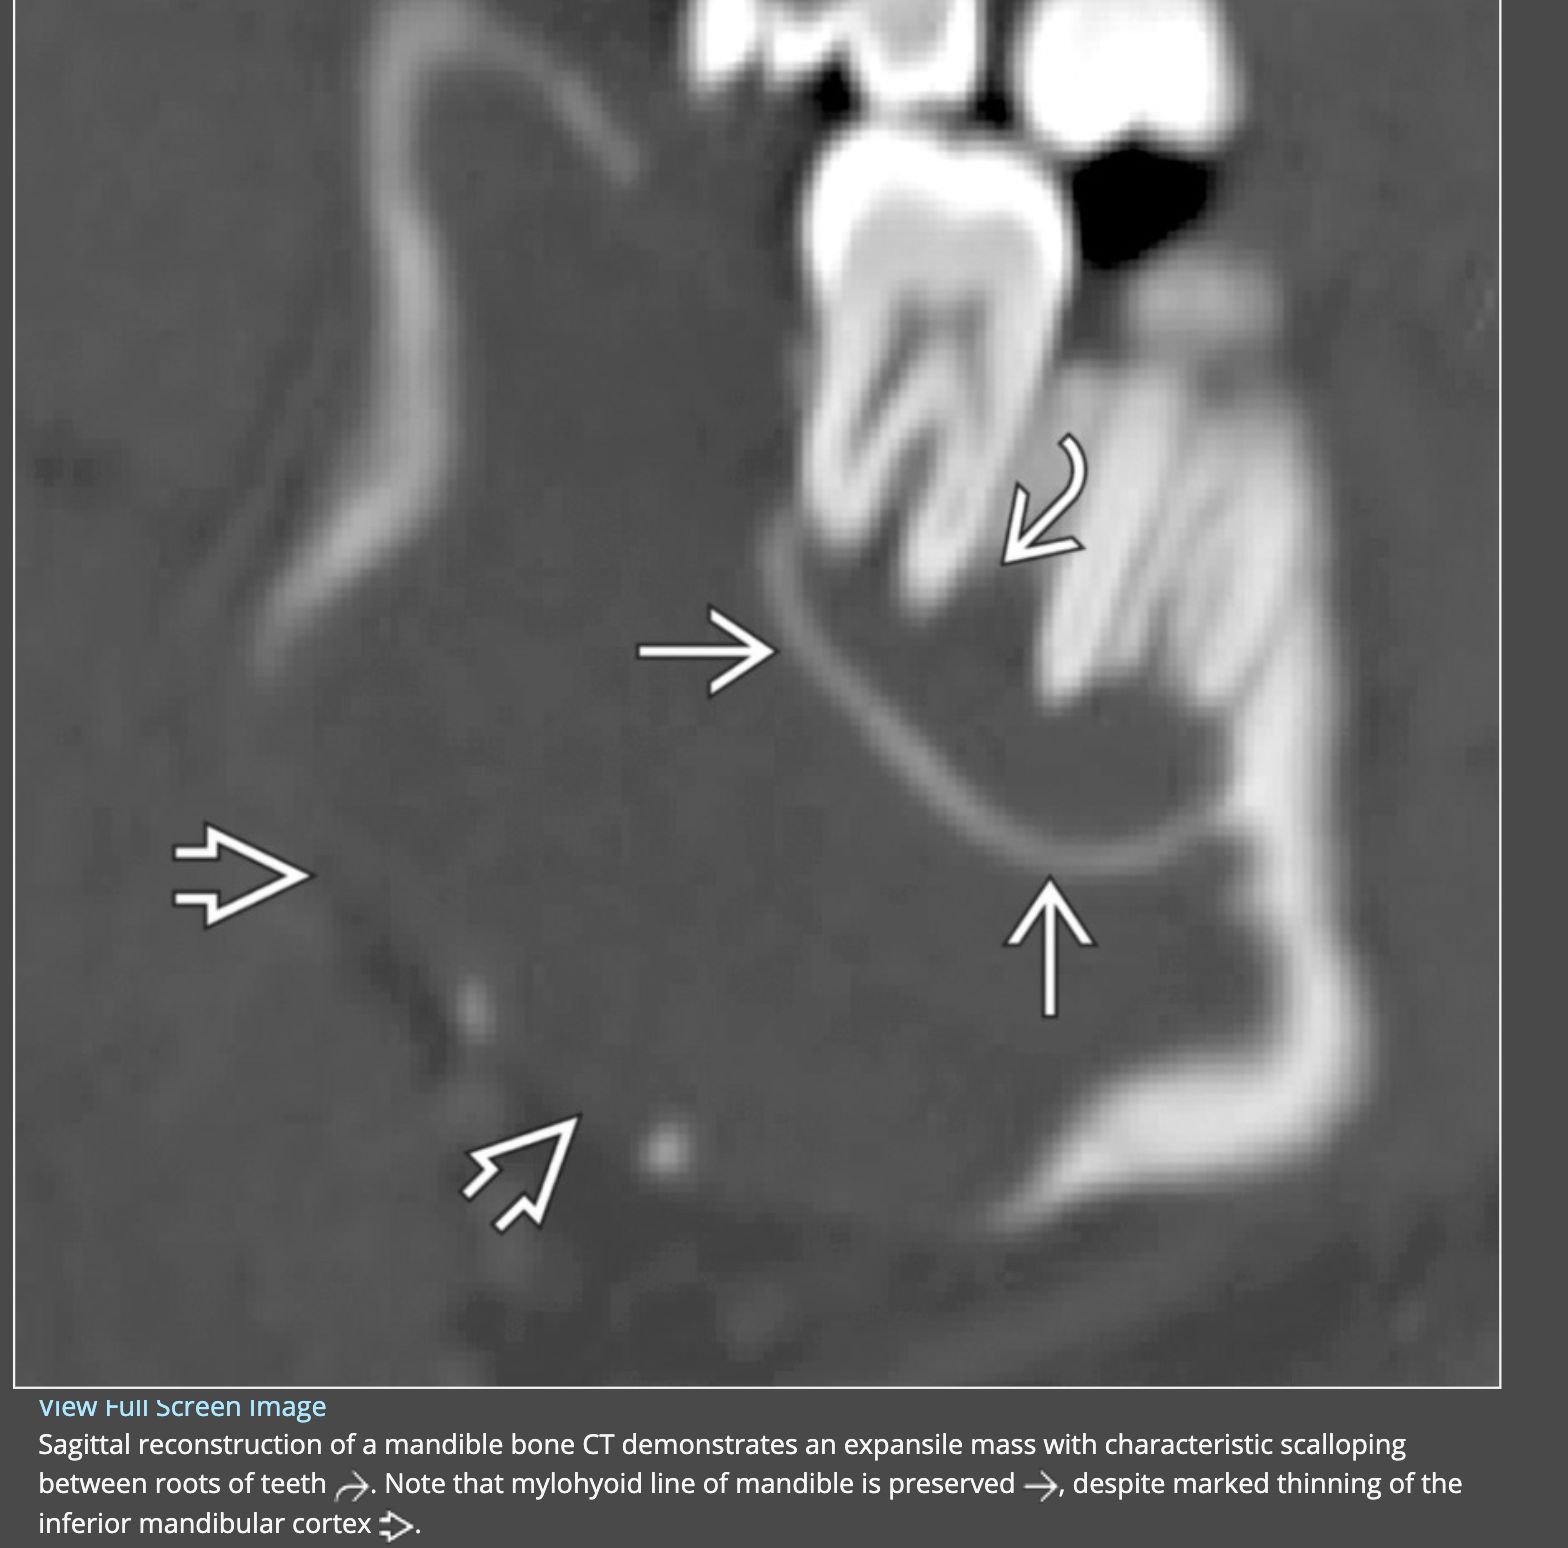 View Full Screen Image
Sagittal reconstruction of a mandible bone CT demonstrates an expansile mass with characteristic scalloping
between roots of teeth . Note that mylohyoid line of mandible is preserved , despite marked thinning of the
inferior mandibular cortex .